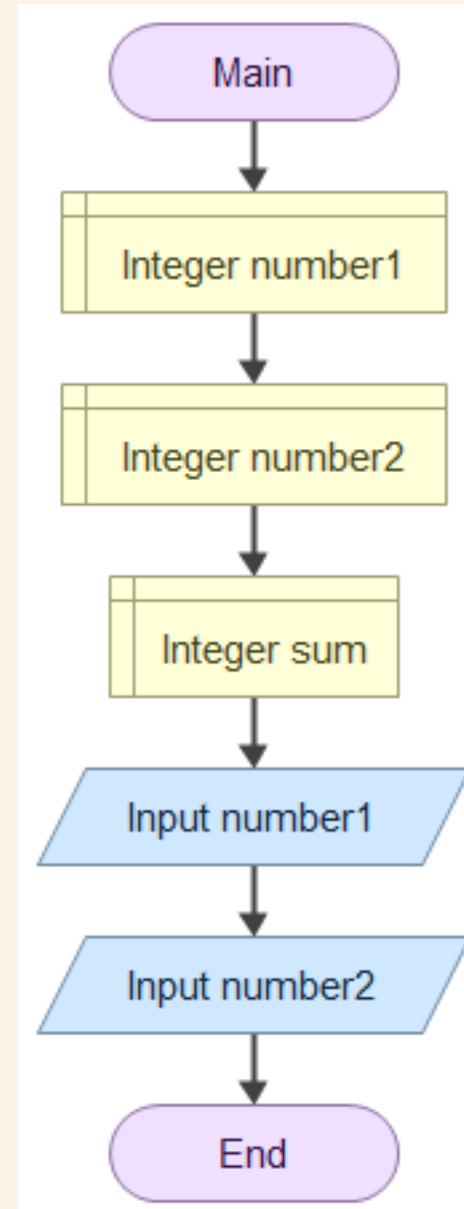 Main
Integer number1
Integer number2
Integer sum
Input number1
Input number2
End